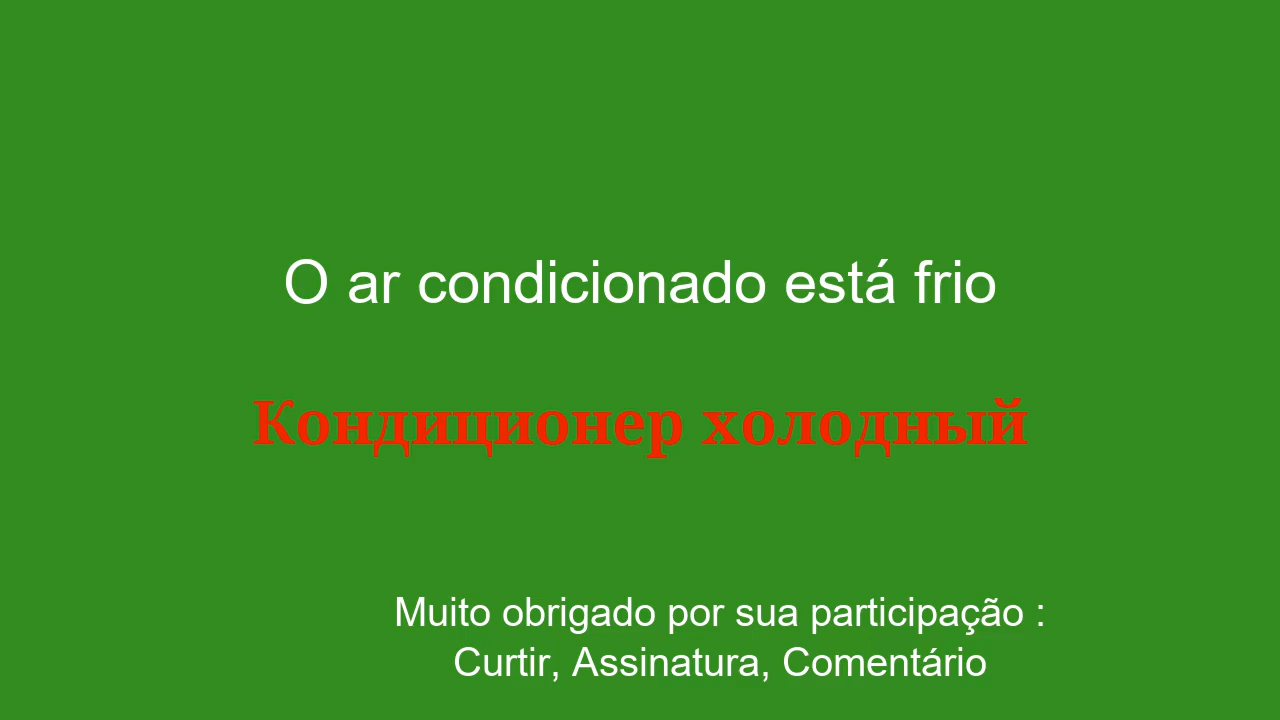 O ar condicionado está frio
Кондиционер холодный
Muito obrigado por sua participação :
Curtir, Assinatura, Comentário